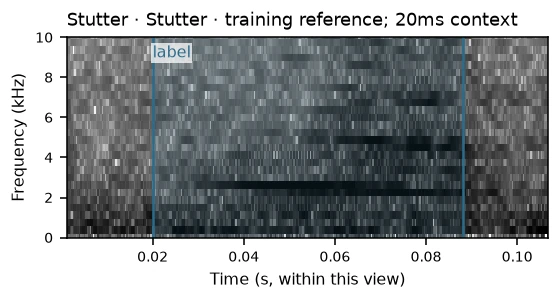 Stutter · Stutter · training reference; 20ms context
label
10
8
6
4
2
0
Frequency (kHz)
0.02 0.04 0.06 0.08 0.10
Time (s, within this view)